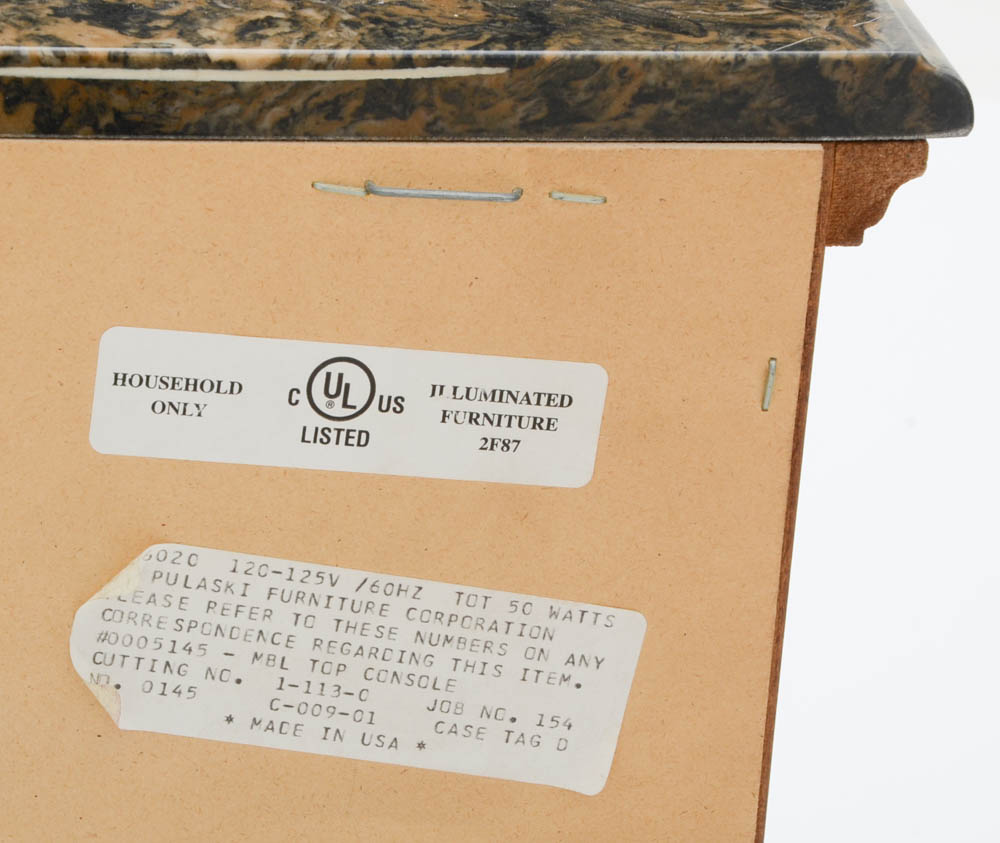 HOUSEHOLD
ONLY
C UL ® US
LISTED
ILLUMINATED
FURNITURE
2F87
6020 120-125V /60HZ TOT 50 WATTS
PULASKI FURNITURE CORPORATION
PLEASE REFER TO THESE NUMBERS ON ANY
CORRESPONDENCE REGARDING THIS ITEM.
#0005145 - MBL TOP CONSOLE
CUTTING NO. 1-113-0 JOB NO. 154
NO. 0145 C-009-01 CASE TAG D
* MADE IN USA *